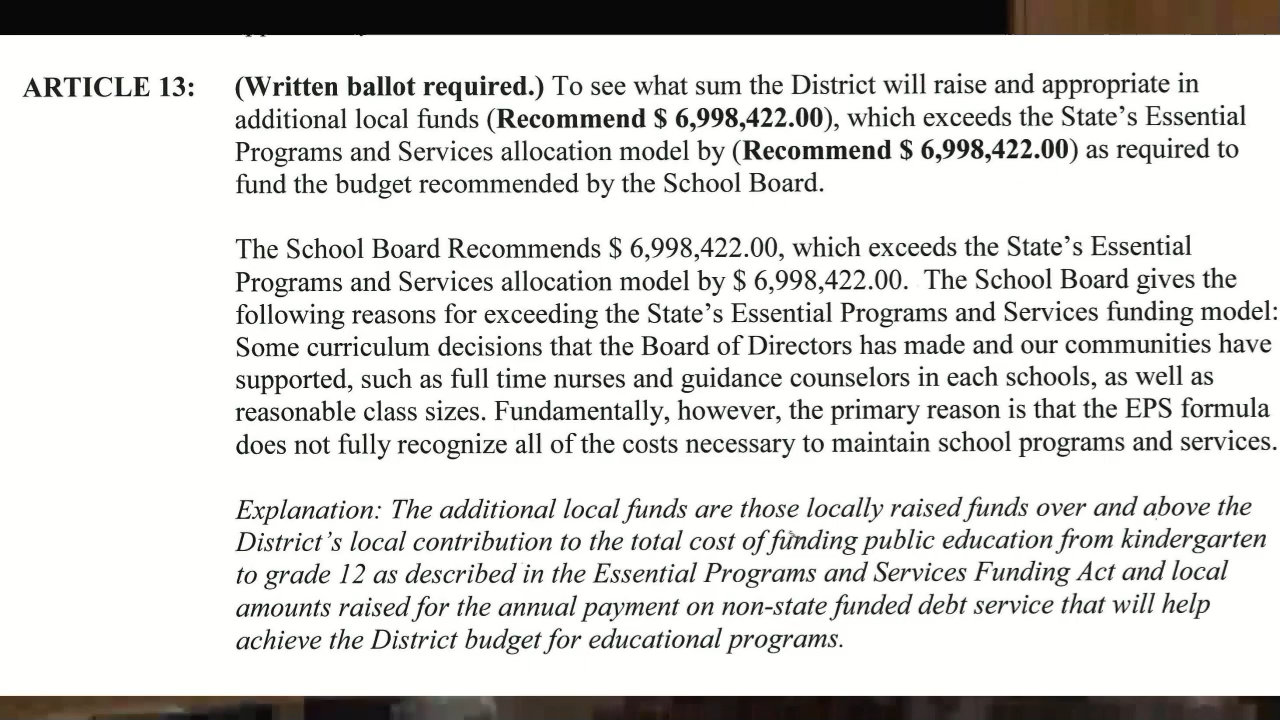 ARTICLE 13: (Written ballot required.) To see what sum the District will raise and appropriate in
additional local funds (Recommend $ 6,998,422.00), which exceeds the State's Essential
Programs and Services allocation model by (Recommend $ 6,998,422.00) as required to
fund the budget recommended by the School Board.
The School Board Recommends $ 6,998,422.00, which exceeds the State's Essential
Programs and Services allocation model by $ 6,998,422.00. The School Board gives the
following reasons for exceeding the State's Essential Programs and Services funding model:
Some curriculum decisions that the Board of Directors has made and our communities have
supported, such as full time nurses and guidance counselors in each schools, as well as
reasonable class sizes. Fundamentally, however, the primary reason is that the EPS formula
does not fully recognize all of the costs necessary to maintain school programs and services.
Explanation: The additional local funds are those locally raised funds over and above the
District's local contribution to the total cost of funding public education from kindergarten
to grade 12 as described in the Essential Programs and Services Funding Act and local
amounts raised for the annual payment on non-state funded debt service that will help
achieve the District budget for educational programs.